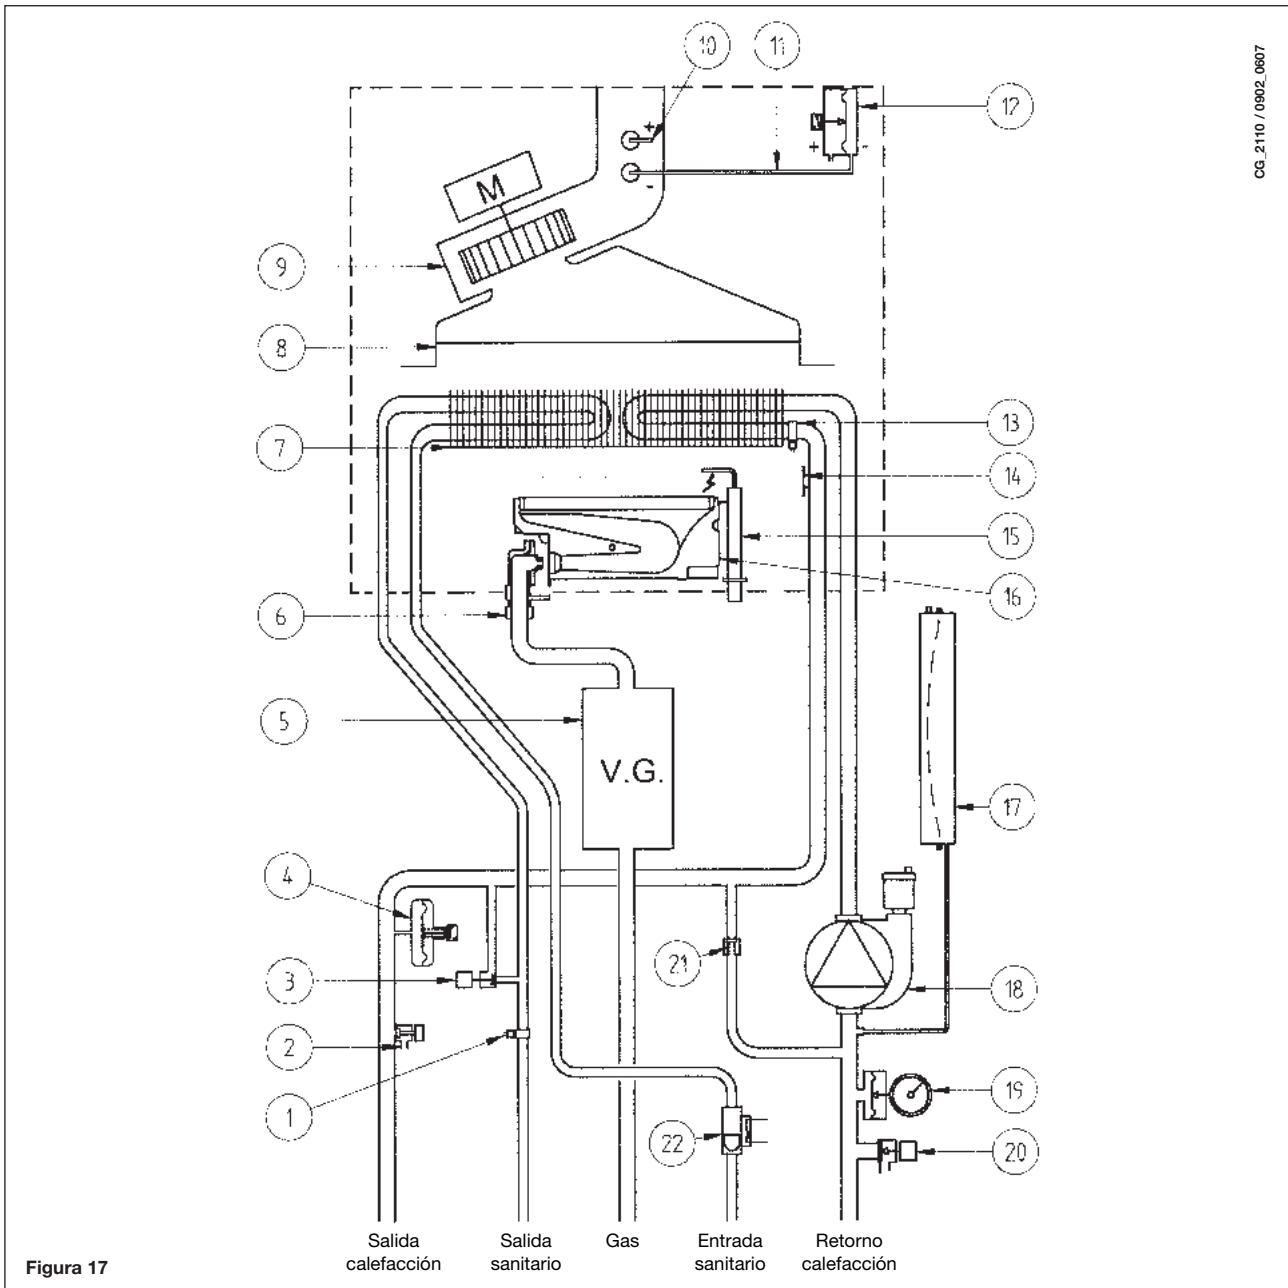 CG_2110 / 0902_0607
10
11
12
+
-
+
-
M
9
8
7
13
14
15
16
6
5
V.G.
17
4
3
21
18
2
1
19
22
20
Salida calefacción
Salida sanitario
Gas
Entrada sanitario
Retorno calefacción
Figura 17